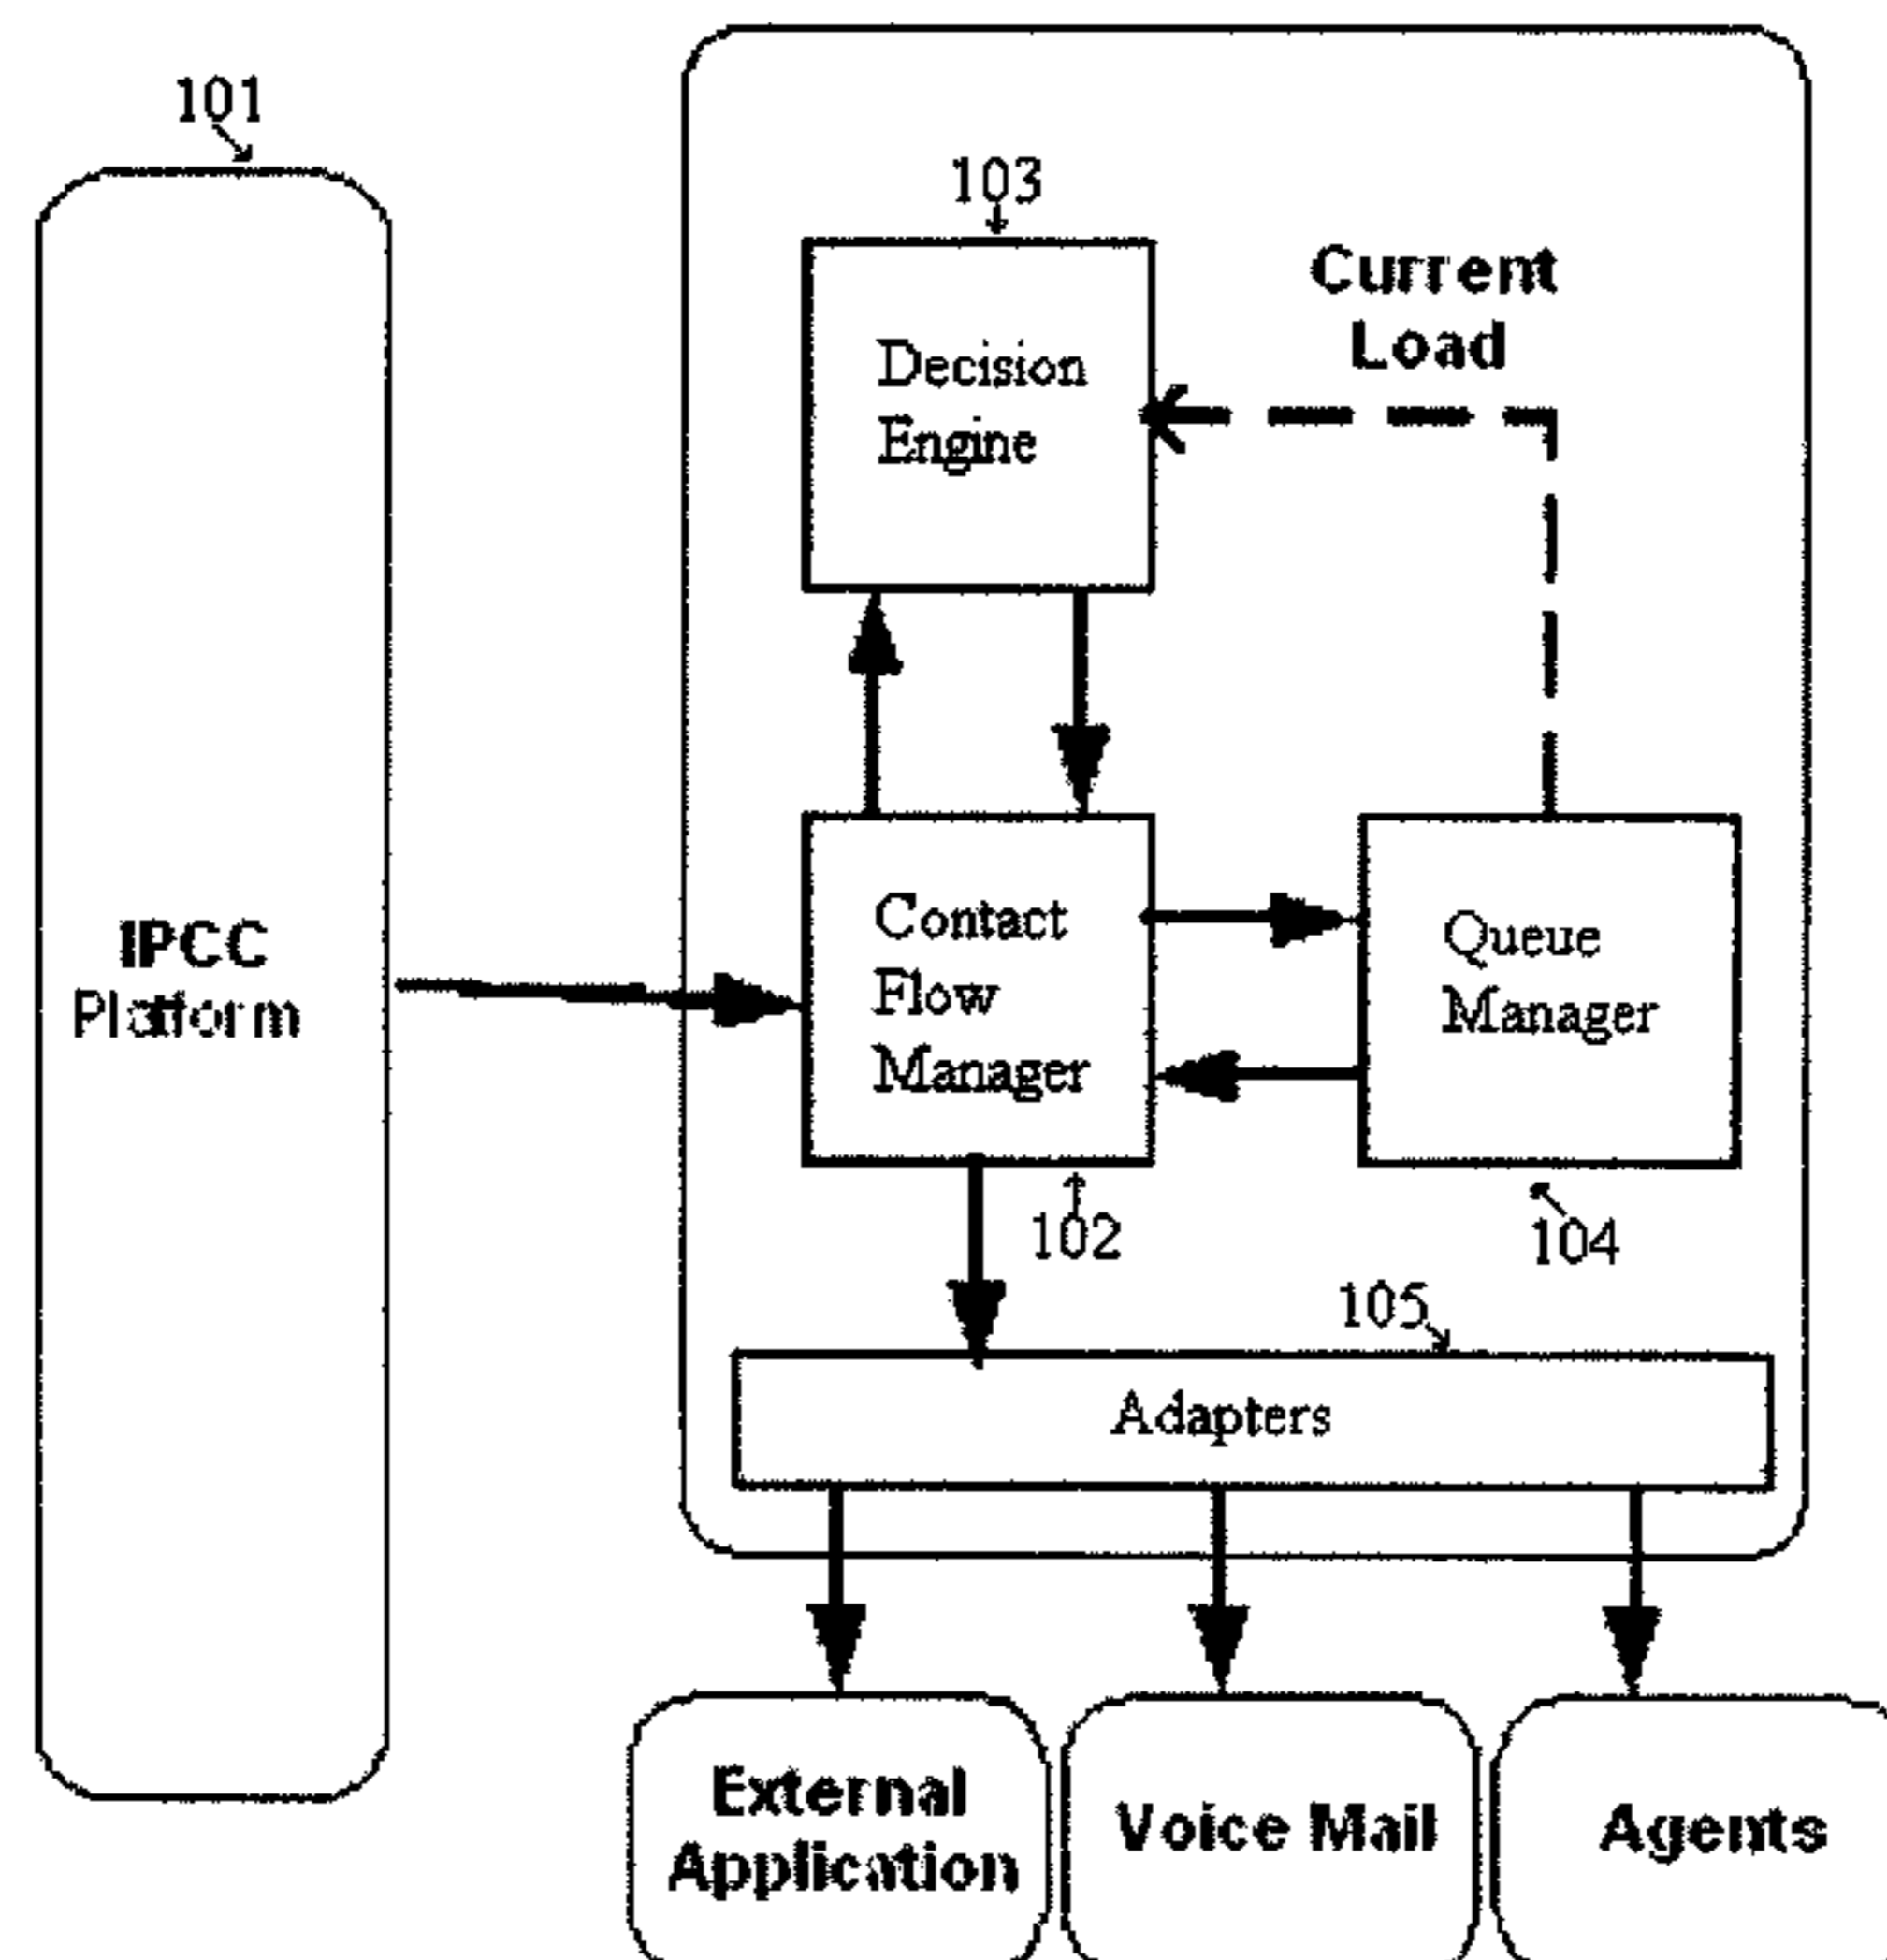 101
103
Current
Load
Decision
Engine
IPCC
Platform
Contact
Flow
Manager
Queue
Manager
102
104
105
Adapters
External
Application
Voice Mail
Agents